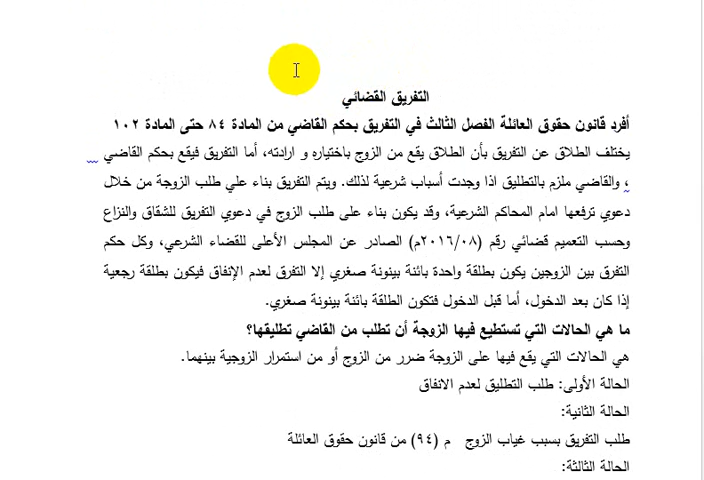 التفريق القضائي
أفرد قانون حقوق العائلة الفصل الثالث في التفريق بحكم القاضي من المادة ٨٤ حتى المادة ١٠٢
يختلف الطلاق عن التفريق بأن الطلاق يقع من الزوج باختياره و ارادته، أما التفريق فيقع بحكم القاضي
، والقاضي ملزم بالتطليق اذا وجدت أسباب شرعية لذلك. ويتم التفريق بناء علي طلب الزوجة من خلال
دعوي ترفعها امام المحاكم الشرعية، وقد يكون بناء على طلب الزوج في دعوي التفريق للشقاق والنزاع
وحسب التعميم قضائي رقم (٢٠١٦/٠٨م) الصادر عن المجلس الأعلى للقضاء الشرعي، وكل حكم
التفرق بين الزوجين يكون بطلقة واحدة بائنة بينونة صغري إلا التفرق لعدم الإنفاق فيكون بطلقة رجعية
إذا كان بعد الدخول، أما قبل الدخول فتكون الطلقة بائنة بينونة صغري.
ما هي الحالات التي تستطيع فيها الزوجة أن تطلب من القاضي تطليقها؟
هي الحالات التي يقع فيها على الزوجة ضرر من الزوج أو من استمرار الزوجية بينهما.
الحالة الأولى: طلب التطليق لعدم الانفاق
الحالة الثانية:
طلب التفريق بسبب غياب الزوج م (٩٤) من قانون حقوق العائلة
الحالة الثالثة: